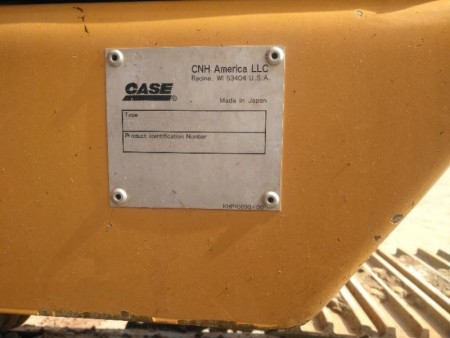 CNH America LLC
Racine, WI 53404 U.S.A.
CASE
Made in Japan
Type
Product Identification Number